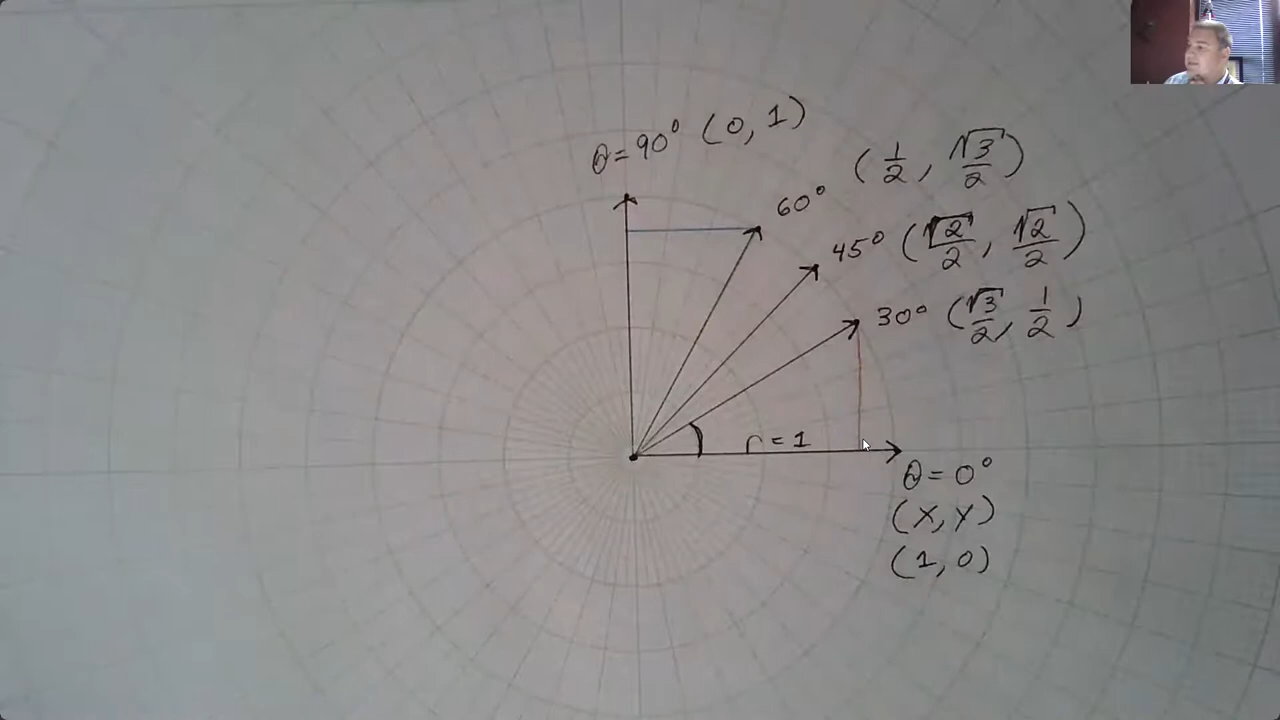 θ = 90° (0, 1)
60° (1/2, √3/2)
45° (√2/2, √2/2)
30° (√3/2, 1/2)
r = 1
θ = 0°
(X, Y)
(1, 0)